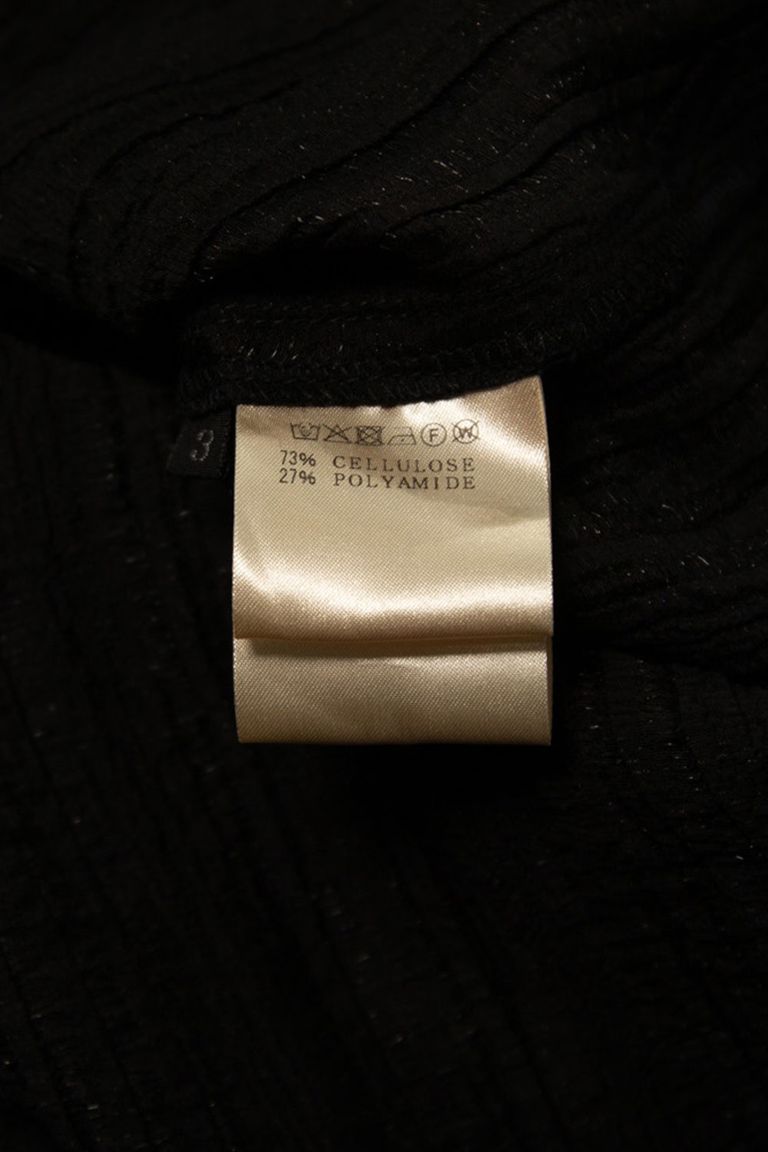 3
F W
73% CELLULOSE
27% POLYAMIDE